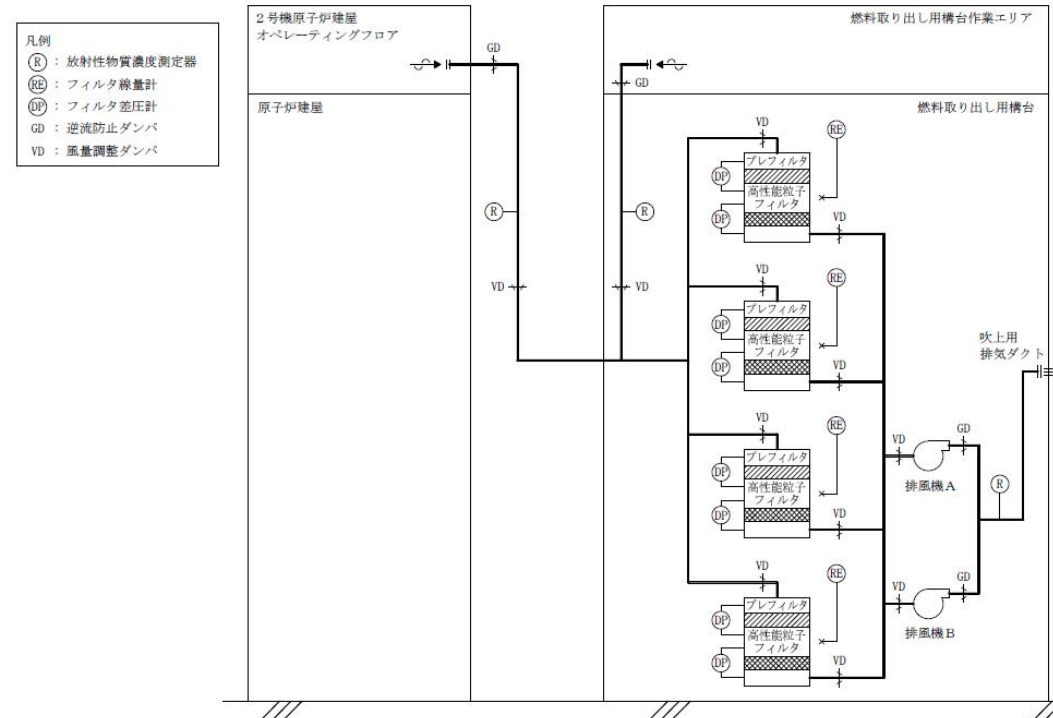 凡例
R : 放射性物質濃度測定器
RE : フィルタ線量計
DP : フィルタ差圧計
GD : 逆流防止ダンパ
VD : 風量調整ダンパ
2号機原子炉建屋
オペレーティングフロア
GD
原子炉建屋
R
VD
燃料取り出し用構台作業エリア
GD
燃料取り出し用構台
R
VD
VD
RE
プレフィルタ
DP
高性能粒子
フィルタ
DP
VD
VD
RE
プレフィルタ
DP
高性能粒子
フィルタ
DP
VD
VD
RE
プレフィルタ
DP
高性能粒子
フィルタ
DP
VD
VD
RE
プレフィルタ
DP
高性能粒子
フィルタ
DP
VD
VD
GD
排風機A
VD
GD
排風機B
R
吹上用
排気ダクト